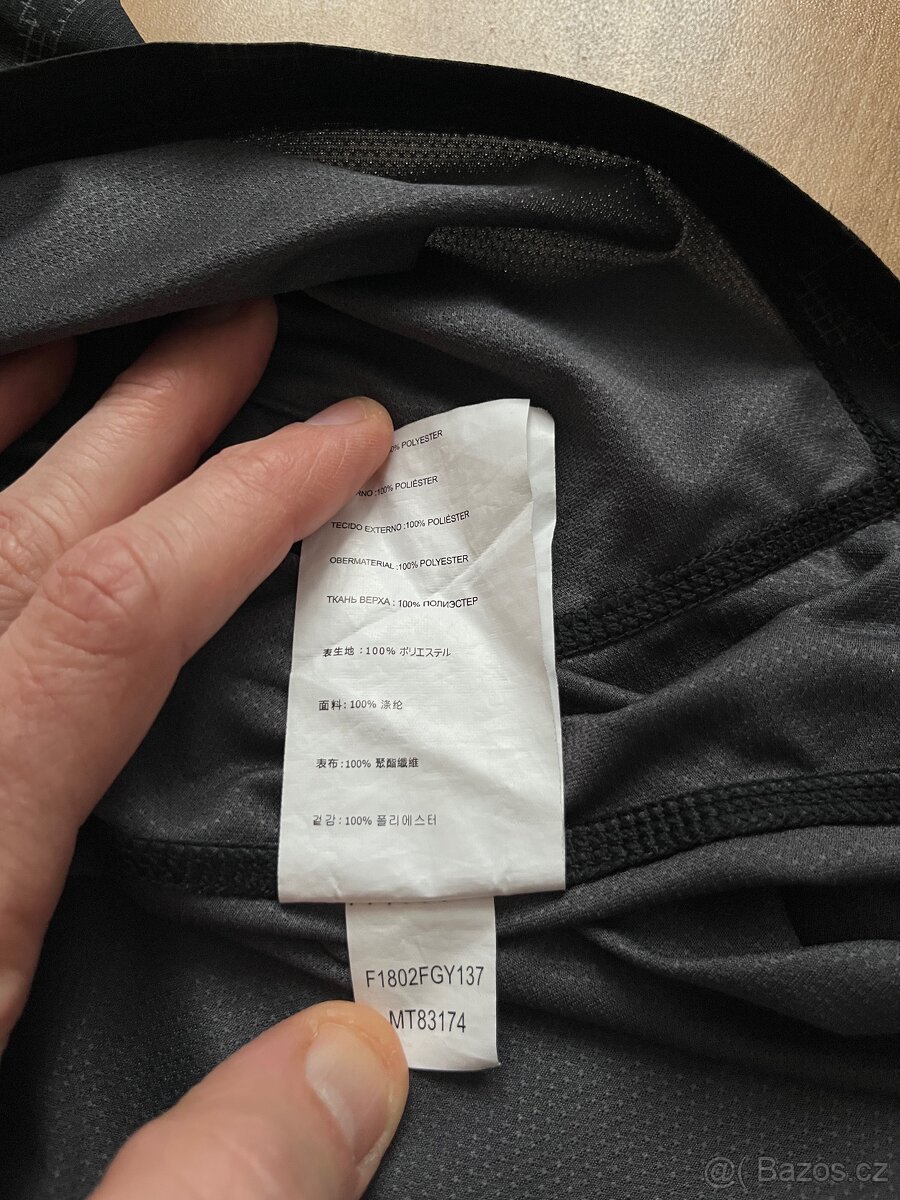 0% POLYESTER
RNO :100% POLIÉSTER
TECIDO EXTERNO :100% POLIÉSTER
OBERMATERIAL :100% POLYESTER
ТКАНЬ ВЕРХА : 100% ПОЛИЭСТЕР
表生地 : 100% ポリエステル
面料: 100% 涤纶
表布: 100% 聚酯纖維
겉감 : 100% 폴리에스터
F1802FGY137
MT83174
@( Bazoš.cz